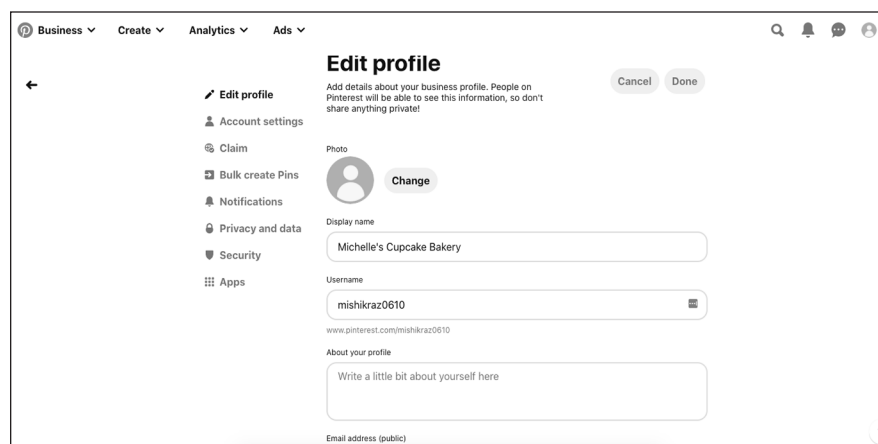 Business Create Analytics Ads
Edit profile
Add details about your business profile. People on
Pinterest will be able to see this information, so don't
share anything private!
Cancel Done
Edit profile
Account settings
Claim
Bulk create Pins
Notifications
Privacy and data
Security
Apps
Photo
Change
Display name
Michelle's Cupcake Bakery
Username
mishikraz0610
www.pinterest.com/mishikraz0610
About your profile
Write a little bit about yourself here
Email address (public)